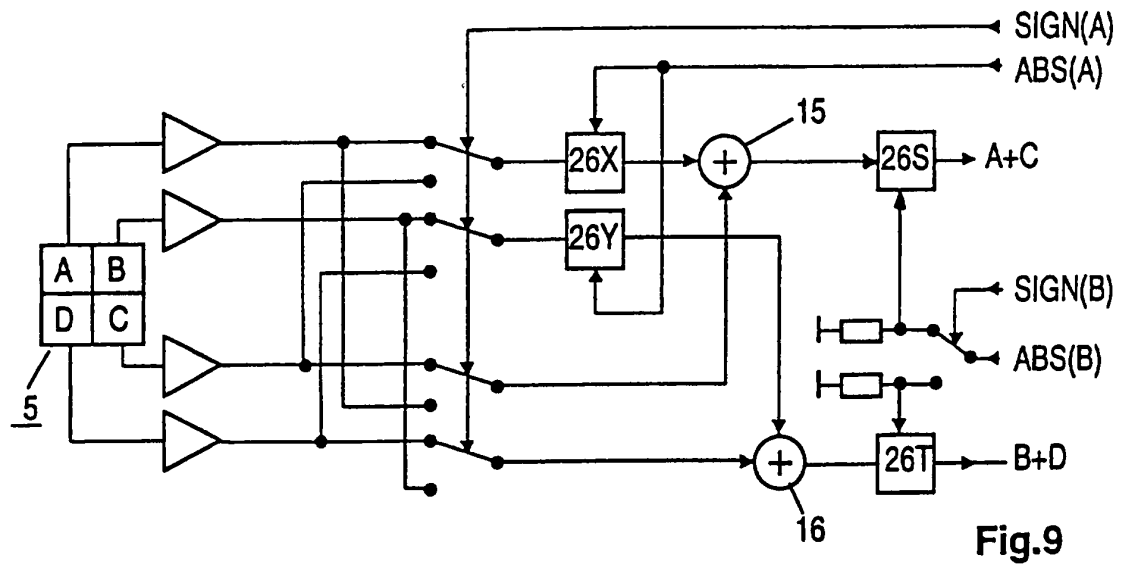 SIGN(A)
ABS(A)
15
26X
26S
A+C
26Y
A B
D C
5
SIGN(B)
ABS(B)
26T
B+D
16
Fig.9